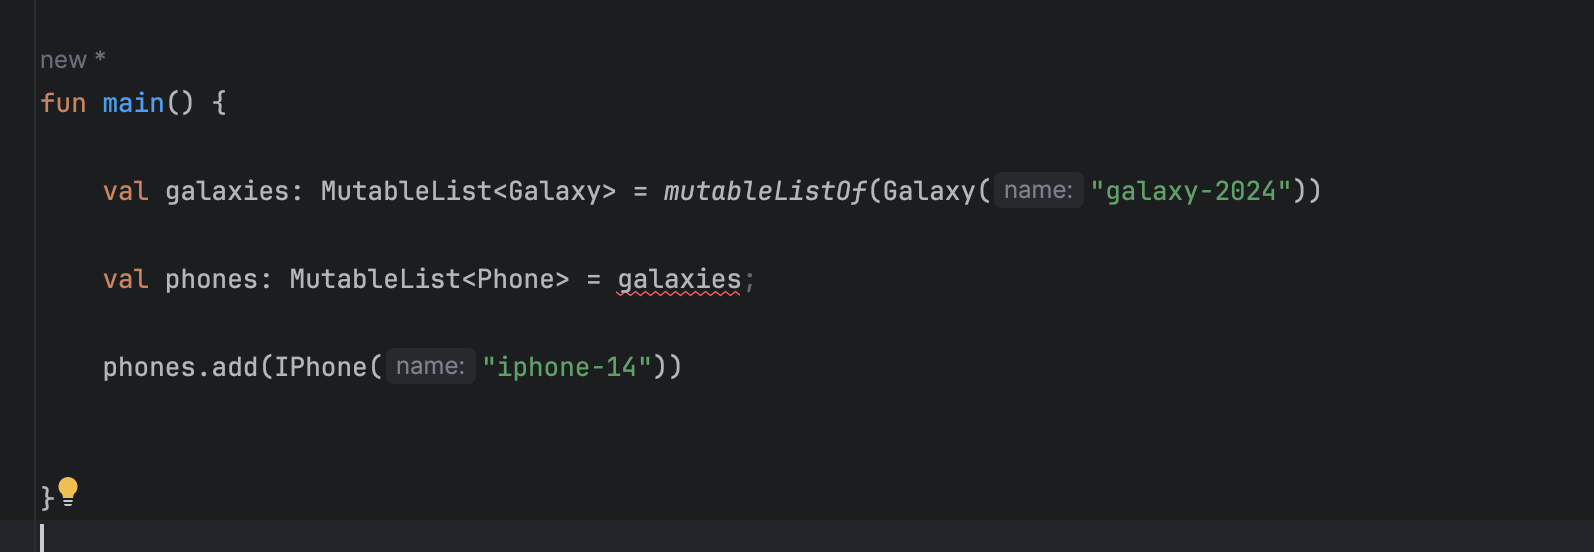 new *
fun main() {
val galaxies: MutableList<Galaxy> = mutableListOf(Galaxy( name: "galaxy-2024"))
val phones: MutableList<Phone> = galaxies;
phones.add(IPhone( name: "iphone-14"))
}